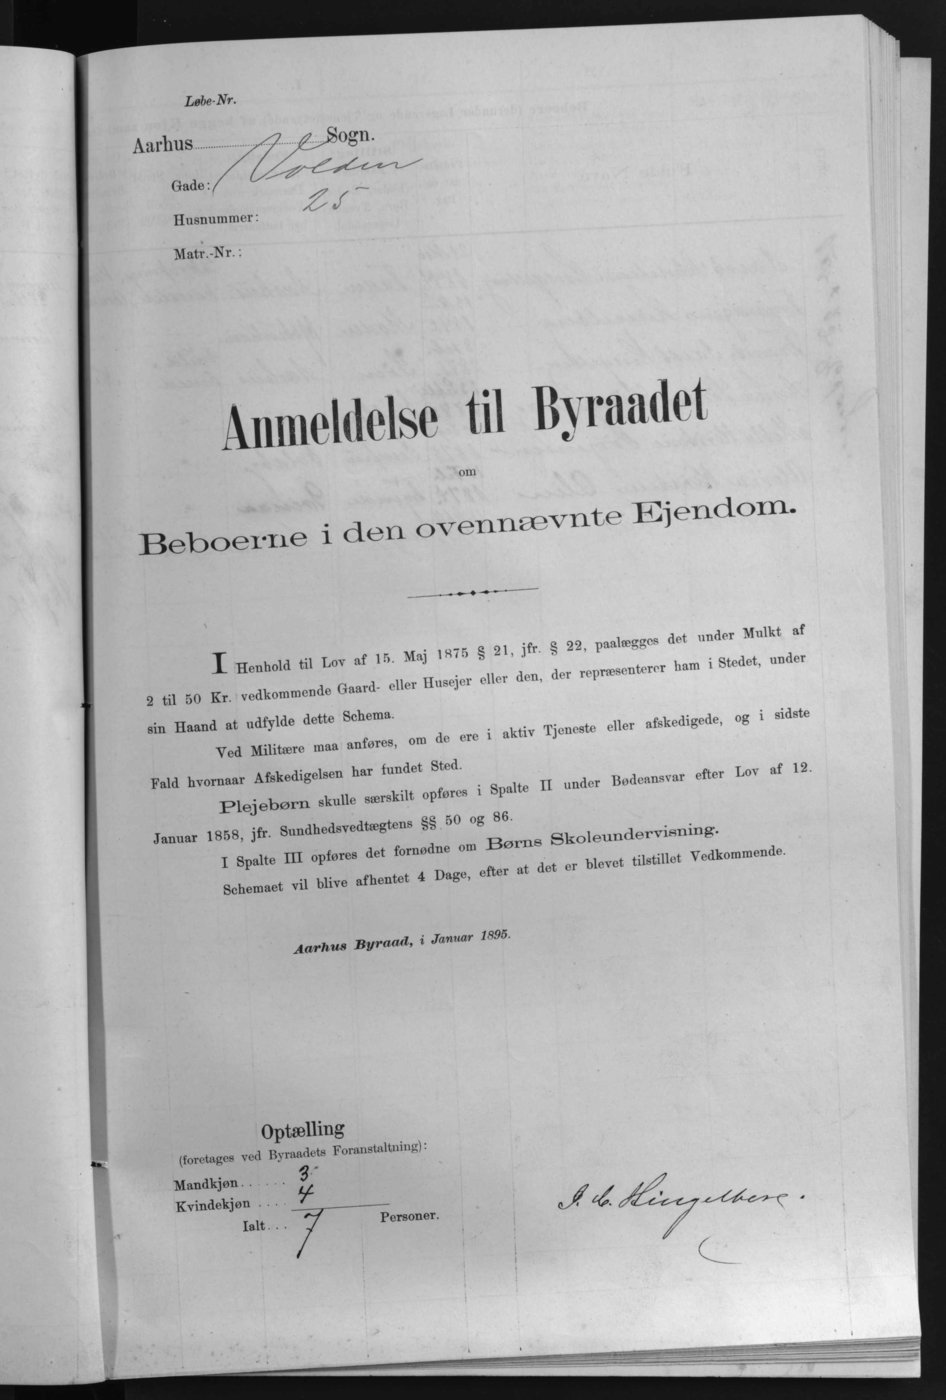 Løbe-Nr.
Aarhus Sogn.
Gade: Volden
Husnummer: 25
Matr.-Nr.:
Anmeldelse til Byraadet
om
Beboerne i den ovennævnte Ejendom.
I Henhold til Lov af 15. Maj 1875 § 21, jfr. § 22, paalægges det under Mulkt af
2 til 50 Kr. vedkommende Gaard- eller Husejer eller den, der repræsenterer ham i Stedet, under
sin Haand at udfylde dette Schema.
Ved Militære maa anføres, om de ere i aktiv Tjeneste eller afskedigede, og i sidste
Fald hvornaar Afskedigelsen har fundet Sted.
Plejebørn skulle særskilt opføres i Spalte II under Bødeansvar efter Lov af 12.
Januar 1858, jfr. Sundhedsvedtægtens §§ 50 og 86.
I Spalte III opføres det fornødne om Børns Skoleundervisning.
Schemaet vil blive afhentet 4 Dage, efter at det er blevet tilstillet Vedkommende.
Aarhus Byraad, i Januar 1895.
Optælling
(foretages ved Byraadets Foranstaltning):
Mandkjøn...... 3
Kvindekjøn .... 4
Ialt... 7 Personer.